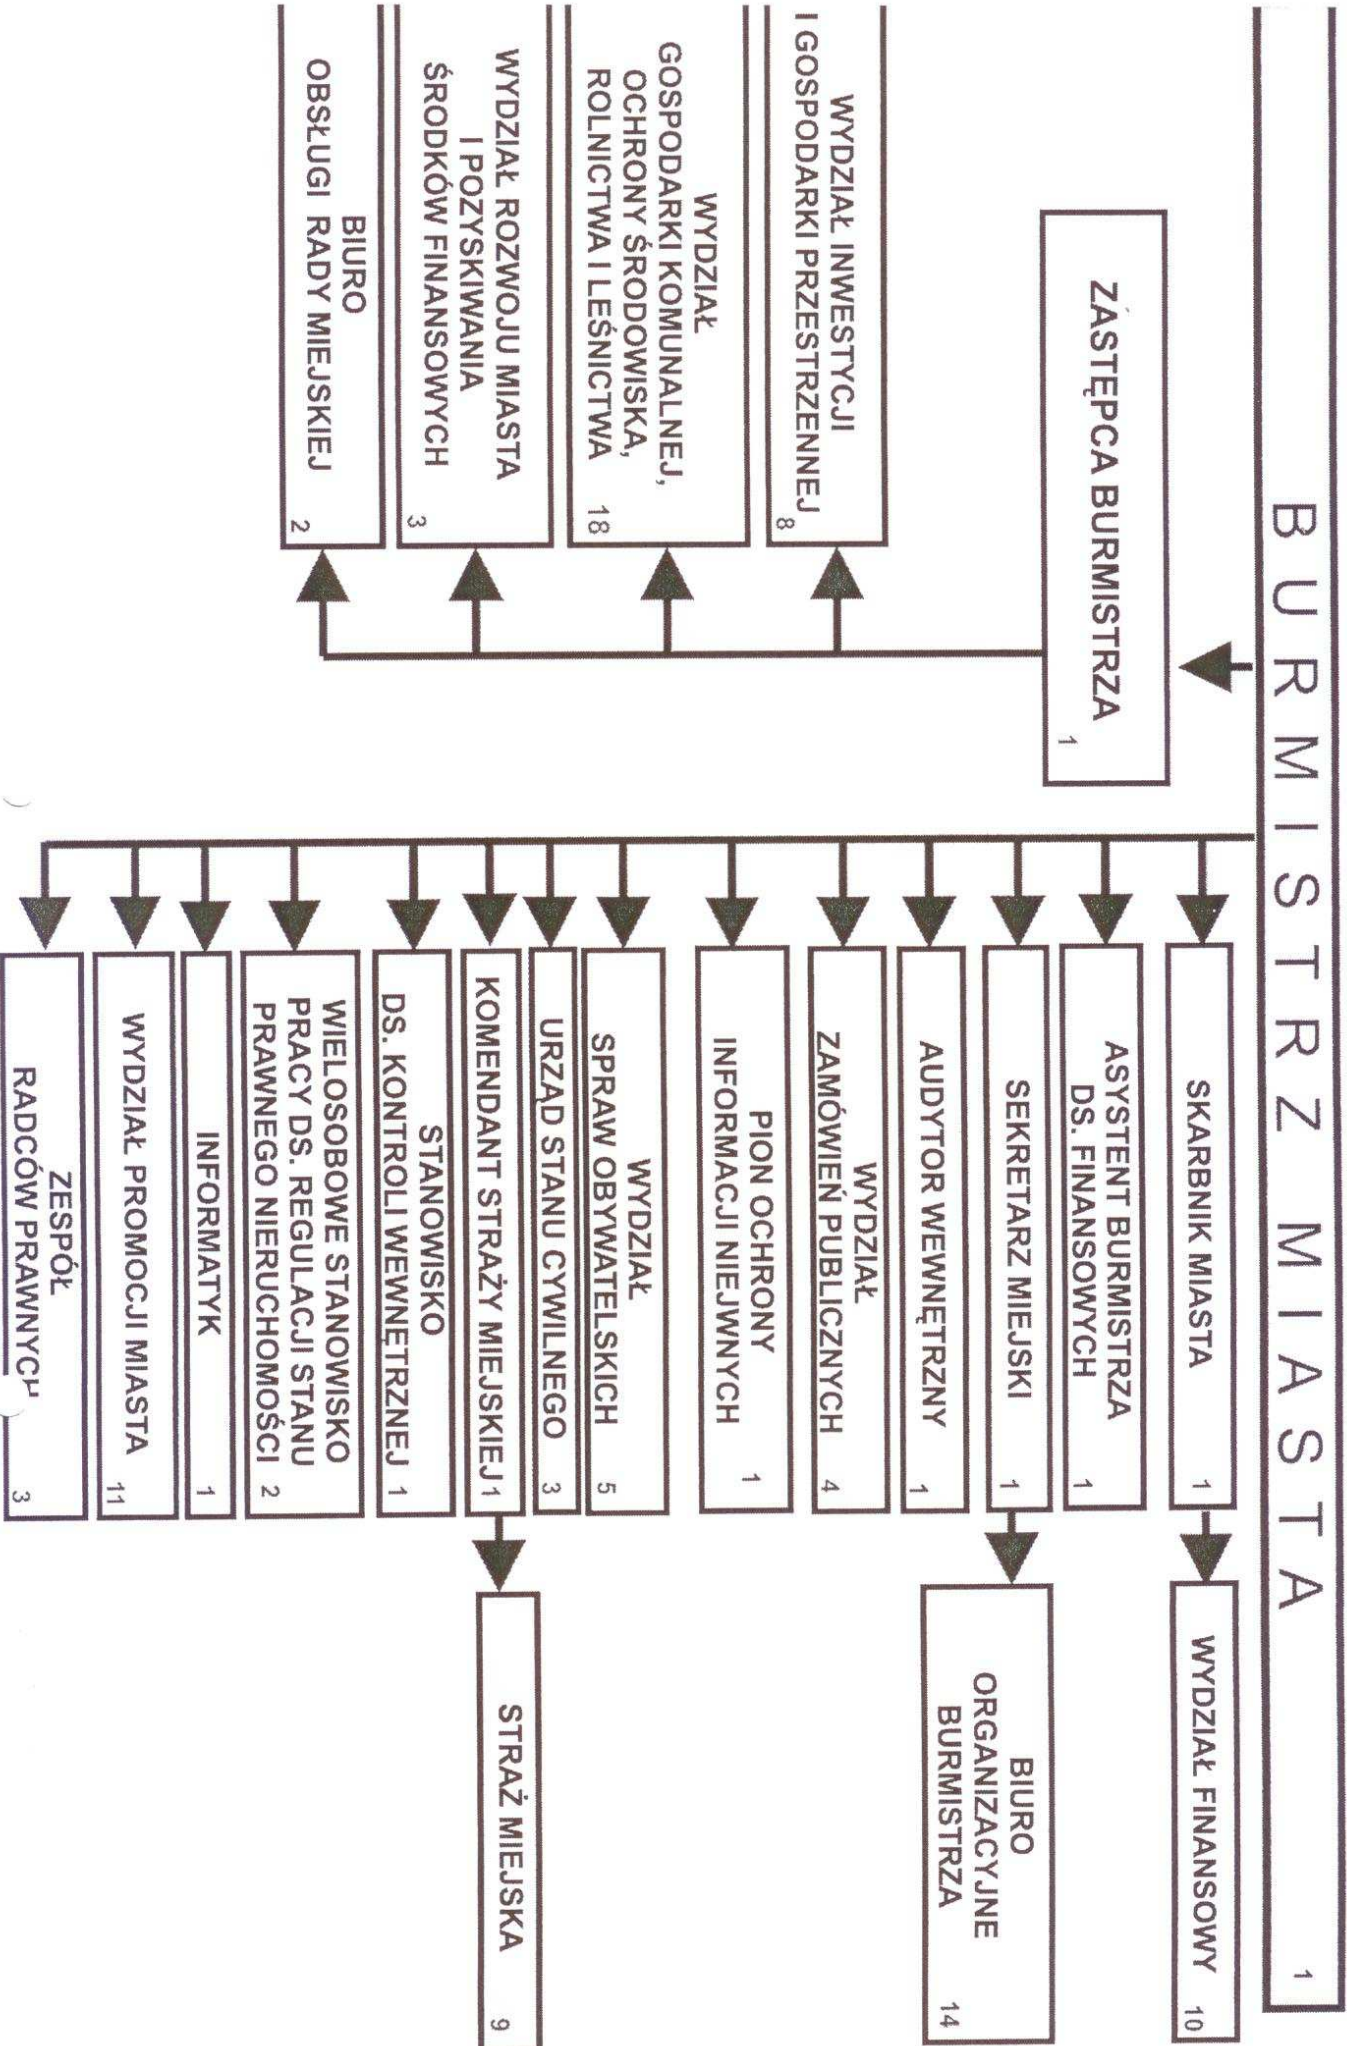 BURMISTRZ MIASTA
1
ZASTĘPCA BURMISTRZA
1
WYDZIAŁ INWESTYCJI
I GOSPODARKI PRZESTRZENNEJ
8
WYDZIAŁ
GOSPODARKI KOMUNALNEJ,
OCHRONY ŚRODOWISKA,
ROLNICTWA I LEŚNICTWA
18
WYDZIAŁ ROZWOJU MIASTA
I POZYSKIWANIA
ŚRODKÓW FINANSOWYCH
3
BIURO
OBSŁUGI RADY MIEJSKIEJ
2
SKARBNIK MIASTA
1
WYDZIAŁ FINANSOWY
10
ASYSTENT BURMISTRZA
DS. FINANSOWYCH
1
SEKRETARZ MIEJSKI
1
BIURO
ORGANIZACYJNE
BURMISTRZA
14
AUDYTOR WEWNĘTRZNY
1
WYDZIAŁ
ZAMÓWIEŃ PUBLICZNYCH
4
PION OCHRONY
INFORMACJI NIEJWNYCH
1
WYDZIAŁ
SPRAW OBYWATELSKICH
5
URZĄD STANU CYWILNEGO
3
KOMENDANT STRAŻY MIEJSKIEJ
1
STRAŻ MIEJSKA
9
STANOWISKO
DS. KONTROLI WEWNĘTRZNEJ
1
WIELOSOBOWE STANOWISKO
PRACY DS. REGULACJI STANU
PRAWNEGO NIERUCHOMOŚCI
2
INFORMATYK
1
WYDZIAŁ PROMOCJI MIASTA
11
ZESPÓŁ
RADCÓW PRAWNYCH
3